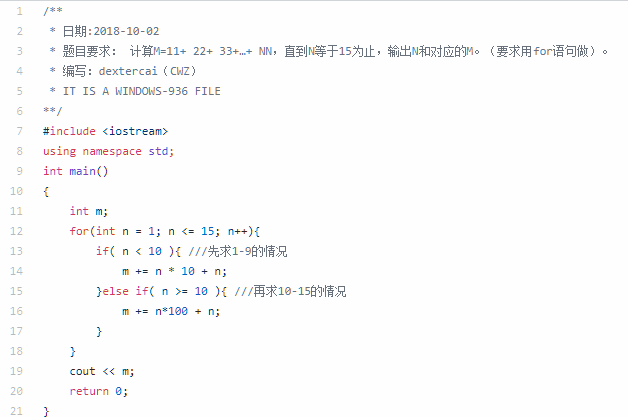 1 /**
2  * 日期:2018-10-02
3  * 题目要求: 计算M=11+ 22+ 33+…+ NN，直到N等于15为止，输出N和对应的M。（要求用for语句做）。
4  * 编写：dextercai（CWZ）
5  * IT IS A WINDOWS-936 FILE
6 **/
7 #include <iostream>
8 using namespace std;
9 int main()
10 {
11     int m;
12     for(int n = 1; n <= 15; n++){
13         if( n < 10 ){ ///先求1-9的情况
14             m += n * 10 + n;
15         }else if( n >= 10 ){ ///再求10-15的情况
16             m += n*100 + n;
17         }
18     }
19     cout << m;
20     return 0;
21 }